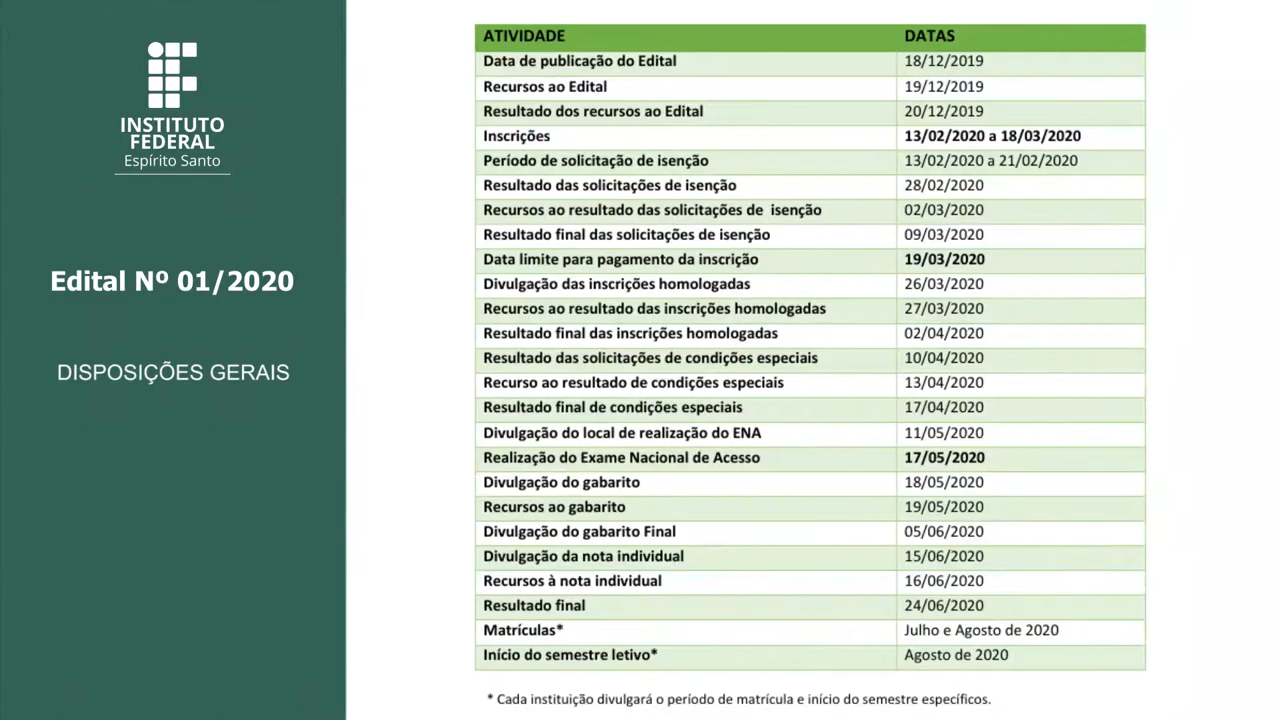 INSTITUTO
FEDERAL
Espírito Santo
Edital Nº 01/2020
DISPOSIÇÕES GERAIS
ATIVIDADE DATAS
Data de publicação do Edital 18/12/2019
Recursos ao Edital 19/12/2019
Resultado dos recursos ao Edital 20/12/2019
Inscrições 13/02/2020 a 18/03/2020
Período de solicitação de isenção 13/02/2020 a 21/02/2020
Resultado das solicitações de isenção 28/02/2020
Recursos ao resultado das solicitações de isenção 02/03/2020
Resultado final das solicitações de isenção 09/03/2020
Data limite para pagamento da inscrição 19/03/2020
Divulgação das inscrições homologadas 26/03/2020
Recursos ao resultado das inscrições homologadas 27/03/2020
Resultado final das inscrições homologadas 02/04/2020
Resultado das solicitações de condições especiais 10/04/2020
Recurso ao resultado de condições especiais 13/04/2020
Resultado final de condições especiais 17/04/2020
Divulgação do local de realização do ENA 11/05/2020
Realização do Exame Nacional de Acesso 17/05/2020
Divulgação do gabarito 18/05/2020
Recursos ao gabarito 19/05/2020
Divulgação do gabarito Final 05/06/2020
Divulgação da nota individual 15/06/2020
Recursos à nota individual 16/06/2020
Resultado final 24/06/2020
Matrículas* Julho e Agosto de 2020
Início do semestre letivo* Agosto de 2020
* Cada instituição divulgará o período de matrícula e início do semestre específicos.